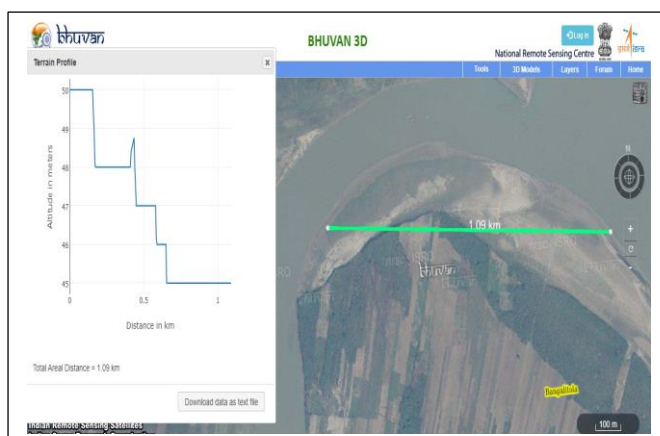 bhuvan
BHUVAN 3D
Log in
National Remote Sensing Centre
Tools
3D Models
Layers
Forum
Home
Terrain Profile
x
50
49
48
47
46
45
Altitude in meters
0
0.5
1
Distance in km
Total Areal Distance = 1.09 km
Download data as text file
N
1.09 km
bhuvan
Bangalitola
+
-
100 m
Indian Remote Sensing Satellites